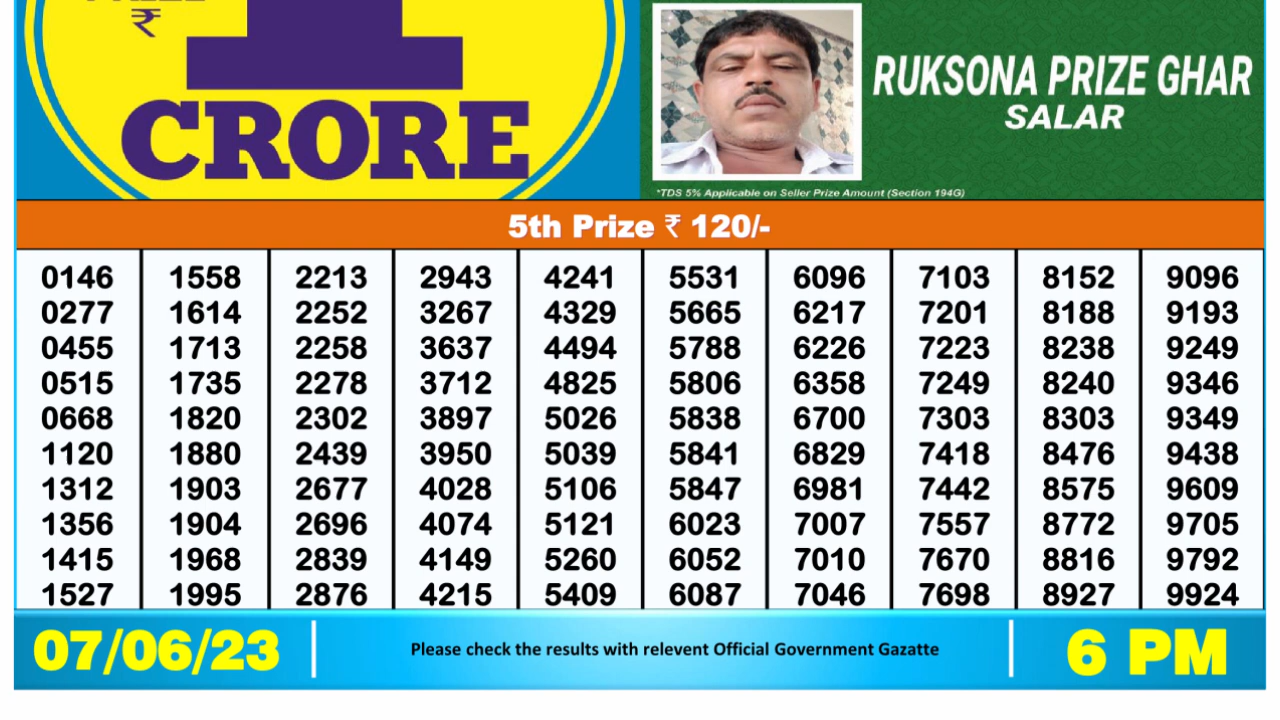 ₹
CRORE
RUKSONA PRIZE GHAR
SALAR
*TDS 5% Applicable on Seller Prize Amount (Section 194G)
5th Prize ₹ 120/-
0146 1558 2213 2943 4241 5531 6096 7103 8152 9096
0277 1614 2252 3267 4329 5665 6217 7201 8188 9193
0455 1713 2258 3637 4494 5788 6226 7223 8238 9249
0515 1735 2278 3712 4825 5806 6358 7249 8240 9346
0668 1820 2302 3897 5026 5838 6700 7303 8303 9349
1120 1880 2439 3950 5039 5841 6829 7418 8476 9438
1312 1903 2677 4028 5106 5847 6981 7442 8575 9609
1356 1904 2696 4074 5121 6023 7007 7557 8772 9705
1415 1968 2839 4149 5260 6052 7010 7670 8816 9792
1527 1995 2876 4215 5409 6087 7046 7698 8927 9924
07/06/23
Please check the results with relevent Official Government Gazatte
6 PM